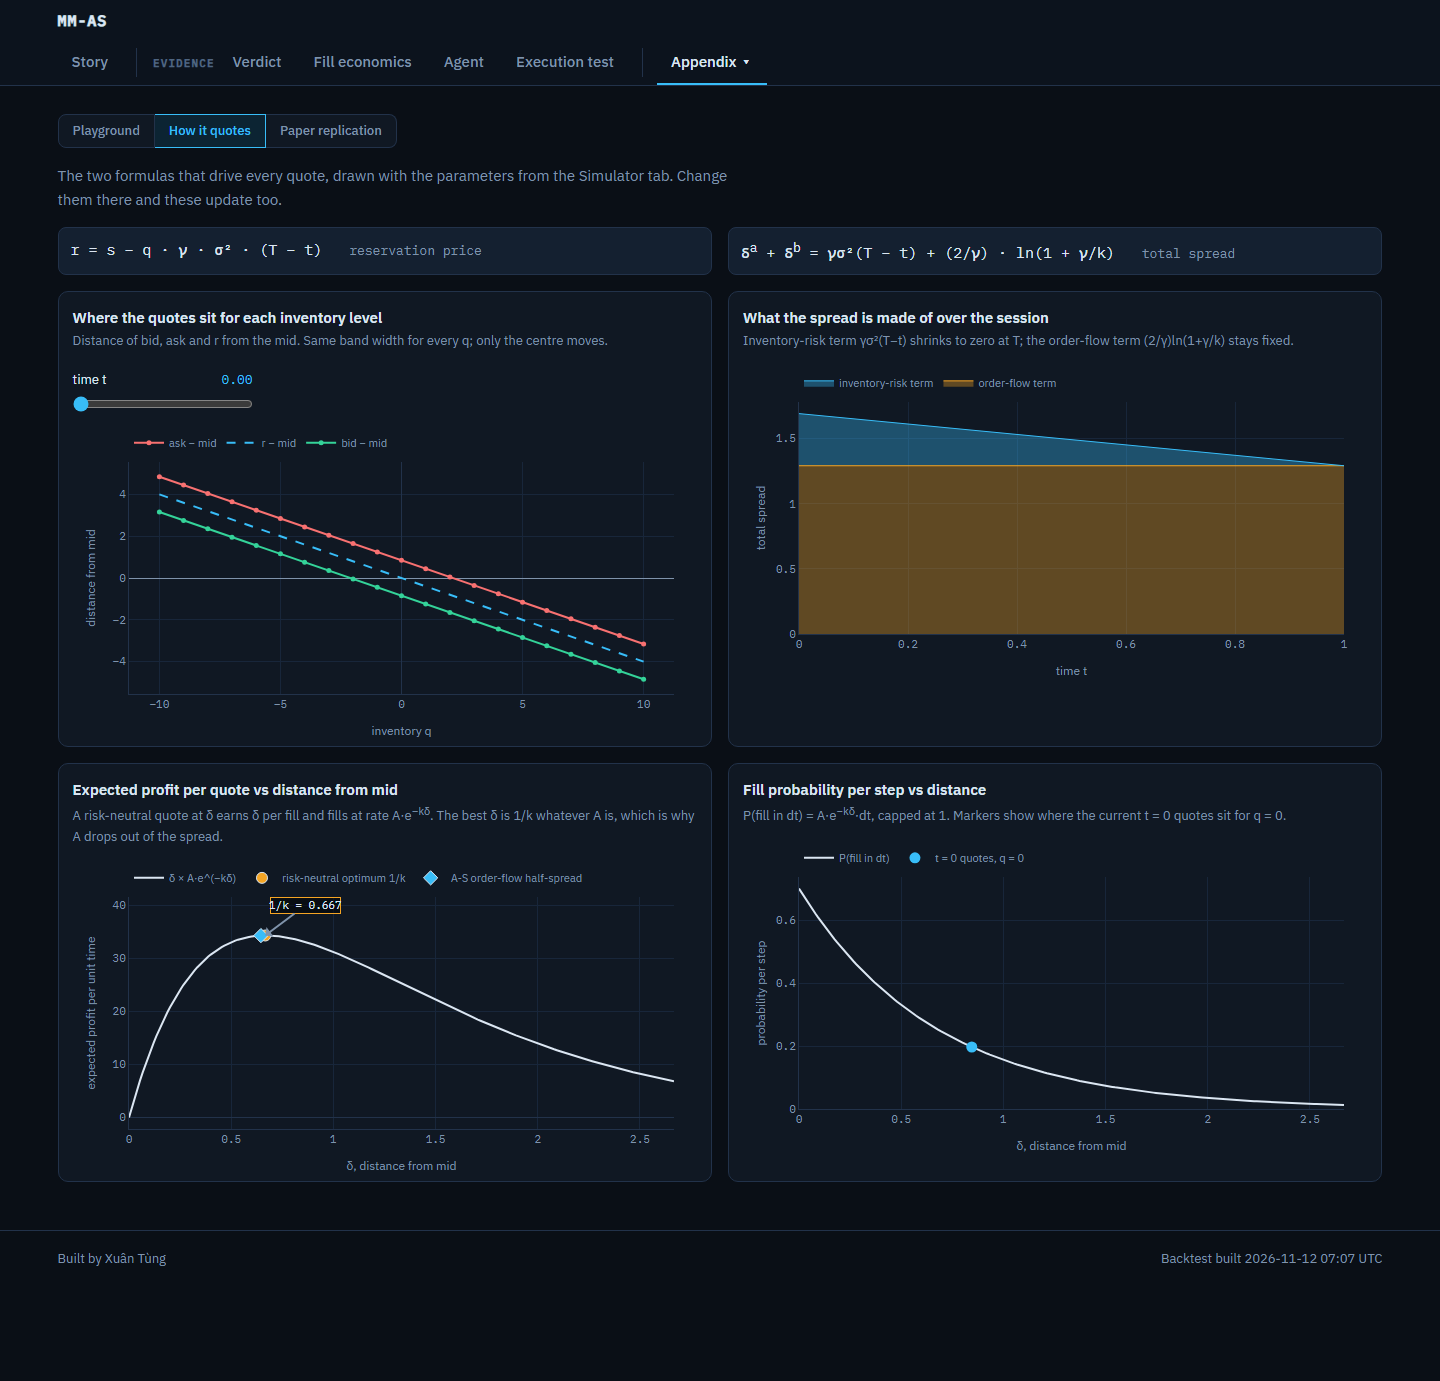 MM-AS
Story EVIDENCE Verdict Fill economics Agent Execution test Appendix ▾
Playground How it quotes Paper replication
The two formulas that drive every quote, drawn with the parameters from the Simulator tab. Change
them there and these update too.
r = s − q · γ · σ² · (T − t) reservation price
δᵃ + δᵇ = γσ²(T − t) + (2/γ) · ln(1 + γ/k) total spread
Where the quotes sit for each inventory level
Distance of bid, ask and r from the mid. Same band width for every q; only the centre moves.
time t 0.00
ask − mid r − mid bid − mid
4
2
0
−2
−4
distance from mid
−10 −5 0 5 10
inventory q
What the spread is made of over the session
Inventory-risk term γσ²(T−t) shrinks to zero at T; the order-flow term (2/γ)ln(1+γ/k) stays fixed.
inventory-risk term order-flow term
1.5
1
0.5
0
total spread
0 0.2 0.4 0.6 0.8 1
time t
Expected profit per quote vs distance from mid
A risk-neutral quote at δ earns δ per fill and fills at rate A·e⁻ᵏᵟ. The best δ is 1/k whatever A is, which is why
A drops out of the spread.
δ × A·e^(−kδ) risk-neutral optimum 1/k A-S order-flow half-spread
1/k = 0.667
40
30
20
10
0
expected profit per unit time
0 0.5 1 1.5 2 2.5
δ, distance from mid
Fill probability per step vs distance
P(fill in dt) = A·e⁻ᵏᵟ·dt, capped at 1. Markers show where the current t = 0 quotes sit for q = 0.
P(fill in dt) t = 0 quotes, q = 0
0.6
0.4
0.2
0
probability per step
0 0.5 1 1.5 2 2.5
δ, distance from mid
Built by Xuân Tùng
Backtest built 2026-11-12 07:07 UTC